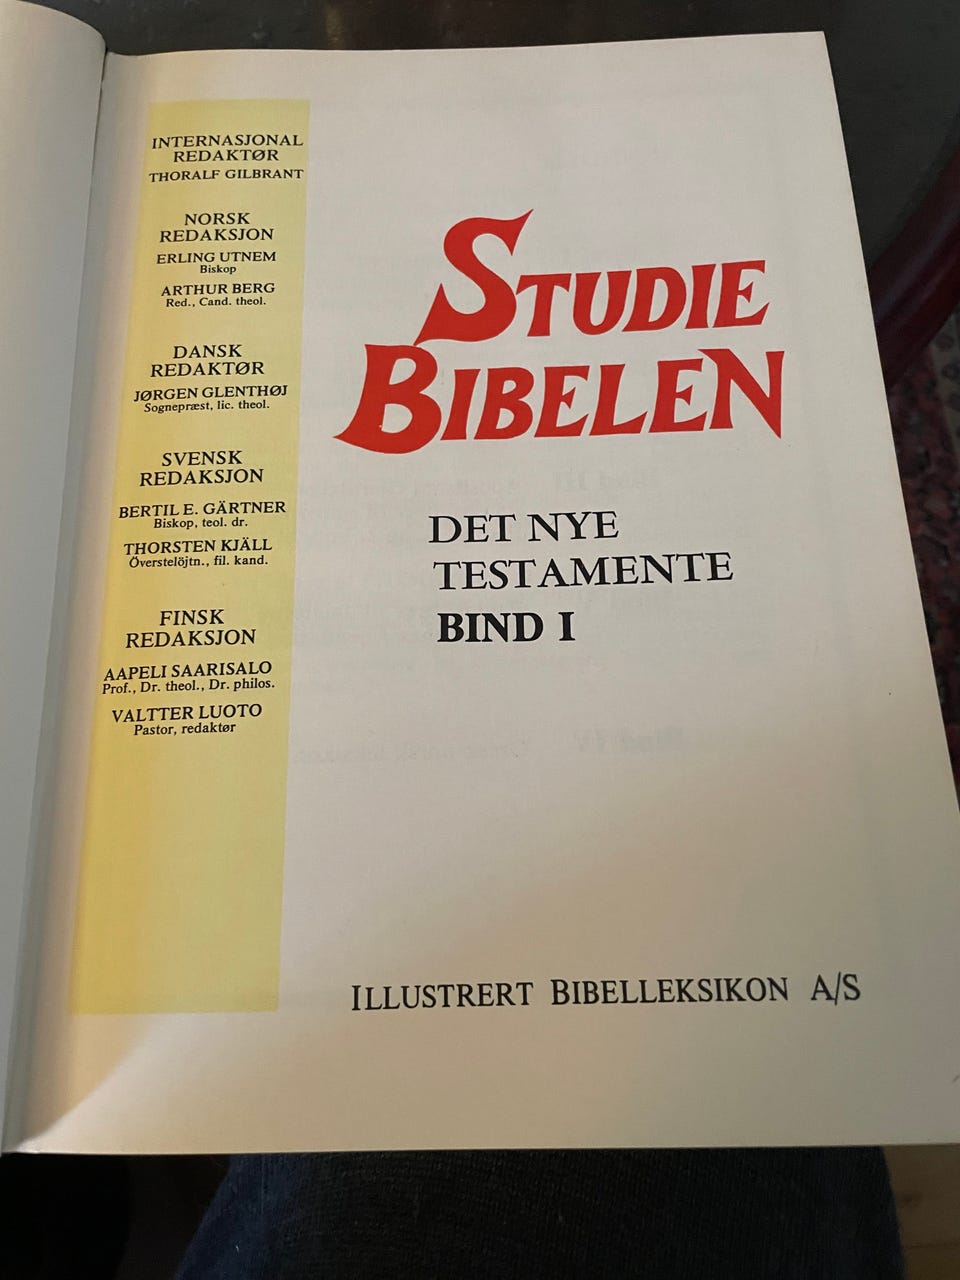 INTERNASJONAL
REDAKTØR
THORALF GILBRANT
NORSK
REDAKSJON
ERLING UTNEM
Biskop
ARTHUR BERG
Red., Cand. theol.
DANSK
REDAKTØR
JØRGEN GLENTHØJ
Sognepræst, lic. theol.
SVENSK
REDAKSJON
BERTIL E. GÄRTNER
Biskop, teol. dr.
THORSTEN KJÄLL
Överstelöjtn., fil. kand.
FINSK
REDAKSJON
AAPELI SAARISALO
Prof., Dr. theol., Dr. philos.
VALTTER LUOTO
Pastor, redaktør
STUDIE
BIBELEN
DET NYE
TESTAMENTE
BIND I
ILLUSTRERT BIBELLEKSIKON A/S